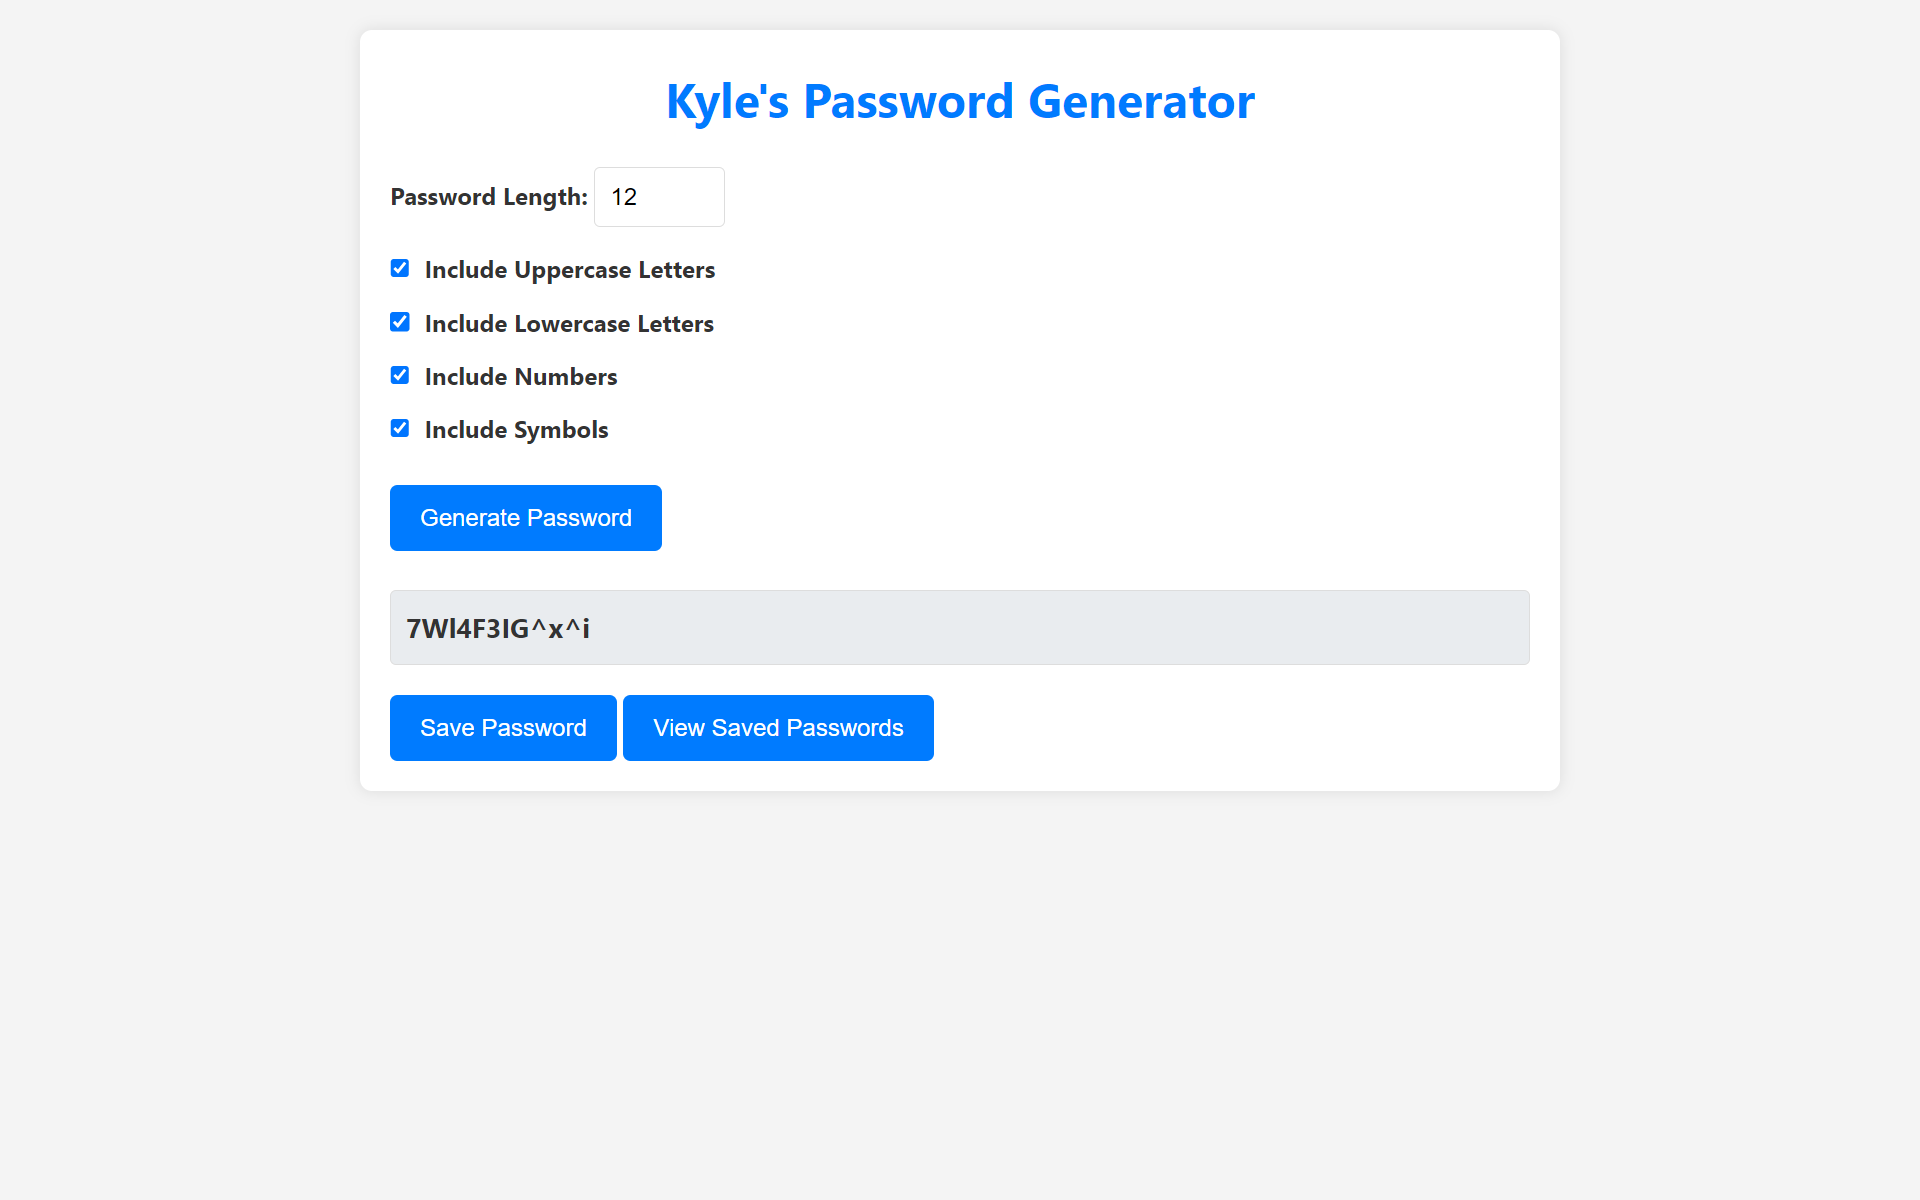 Kyle's Password Generator
Password Length: 12
Include Uppercase Letters
Include Lowercase Letters
Include Numbers
Include Symbols
Generate Password
7Wl4F3IG^x^i
Save Password View Saved Passwords